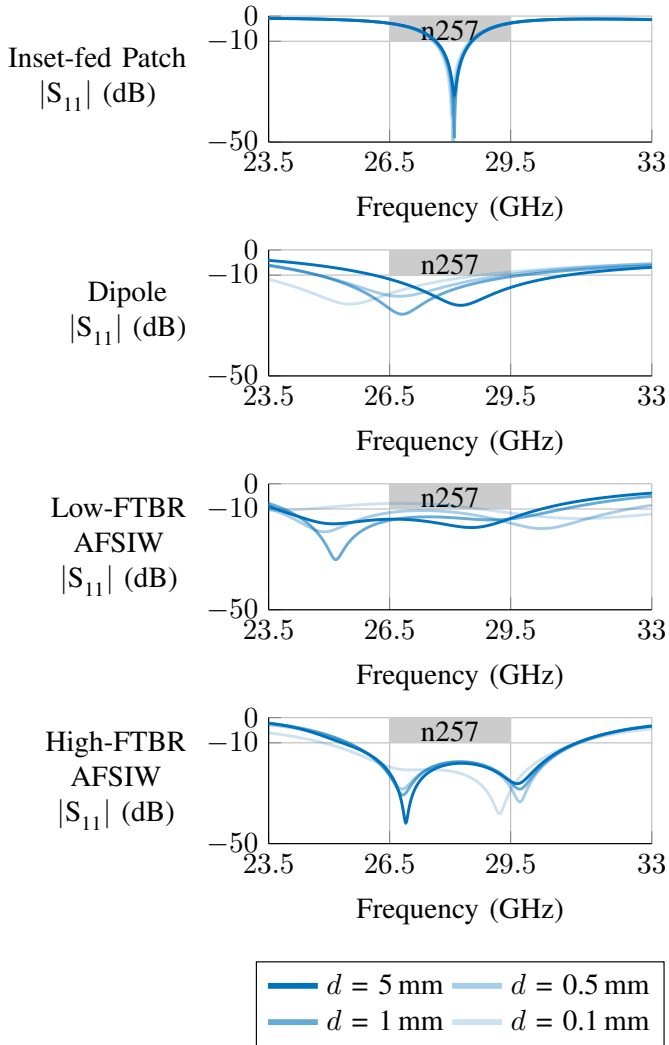 0
n257
−10
Inset-fed Patch
|S₁₁| (dB)
−50
23.5 26.5 29.5 33
Frequency (GHz)
0
n257
−10
Dipole
|S₁₁| (dB)
−50
23.5 26.5 29.5 33
Frequency (GHz)
0
n257
−10
Low-FTBR
AFSIW
|S₁₁| (dB)
−50
23.5 26.5 29.5 33
Frequency (GHz)
0
n257
−10
High-FTBR
AFSIW
|S₁₁| (dB)
−50
23.5 26.5 29.5 33
Frequency (GHz)
d = 5 mm d = 0.5 mm
d = 1 mm d = 0.1 mm